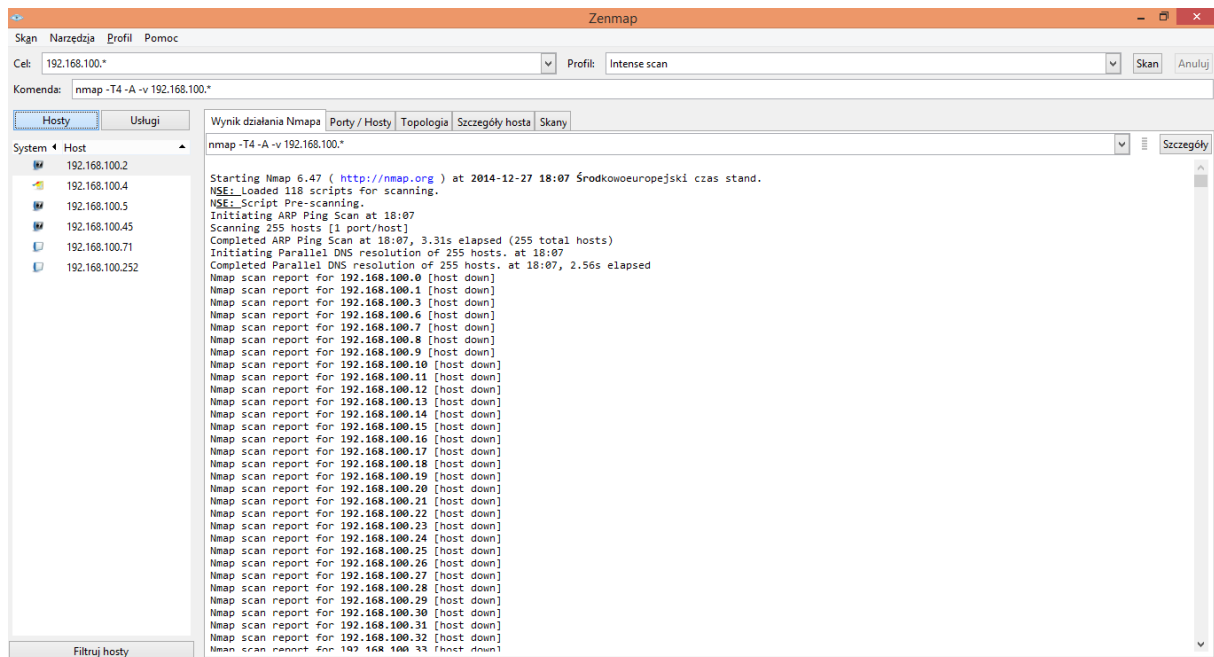 Zenmap
Skan Narzędzia Profil Pomoc
Cel: 192.168.100.* Profil: Intense scan Skan Anuluj
Komenda: nmap -T4 -A -v 192.168.100.*
Hosty Usługi
Wynik działania Nmapa Porty / Hosty Topologia Szczegóły hosta Skany
System Host
nmap -T4 -A -v 192.168.100.* Szczegóły
192.168.100.2
192.168.100.4
192.168.100.5
192.168.100.45
192.168.100.71
192.168.100.252
Starting Nmap 6.47 ( http://nmap.org ) at 2014-12-27 18:07 Środkowoeuropejski czas stand.
NSE: Loaded 118 scripts for scanning.
NSE: Script Pre-scanning.
Initiating ARP Ping Scan at 18:07
Scanning 255 hosts [1 port/host]
Completed ARP Ping Scan at 18:07, 3.31s elapsed (255 total hosts)
Initiating Parallel DNS resolution of 255 hosts. at 18:07
Completed Parallel DNS resolution of 255 hosts. at 18:07, 2.56s elapsed
Nmap scan report for 192.168.100.0 [host down]
Nmap scan report for 192.168.100.1 [host down]
Nmap scan report for 192.168.100.3 [host down]
Nmap scan report for 192.168.100.6 [host down]
Nmap scan report for 192.168.100.7 [host down]
Nmap scan report for 192.168.100.8 [host down]
Nmap scan report for 192.168.100.9 [host down]
Nmap scan report for 192.168.100.10 [host down]
Nmap scan report for 192.168.100.11 [host down]
Nmap scan report for 192.168.100.12 [host down]
Nmap scan report for 192.168.100.13 [host down]
Nmap scan report for 192.168.100.14 [host down]
Nmap scan report for 192.168.100.15 [host down]
Nmap scan report for 192.168.100.16 [host down]
Nmap scan report for 192.168.100.17 [host down]
Nmap scan report for 192.168.100.18 [host down]
Nmap scan report for 192.168.100.19 [host down]
Nmap scan report for 192.168.100.20 [host down]
Nmap scan report for 192.168.100.21 [host down]
Nmap scan report for 192.168.100.22 [host down]
Nmap scan report for 192.168.100.23 [host down]
Nmap scan report for 192.168.100.24 [host down]
Nmap scan report for 192.168.100.25 [host down]
Nmap scan report for 192.168.100.26 [host down]
Nmap scan report for 192.168.100.27 [host down]
Nmap scan report for 192.168.100.28 [host down]
Nmap scan report for 192.168.100.29 [host down]
Nmap scan report for 192.168.100.30 [host down]
Nmap scan report for 192.168.100.31 [host down]
Nmap scan report for 192.168.100.32 [host down]
Nmap scan report for 192.168.100.33 [host down]
Filtruj hosty